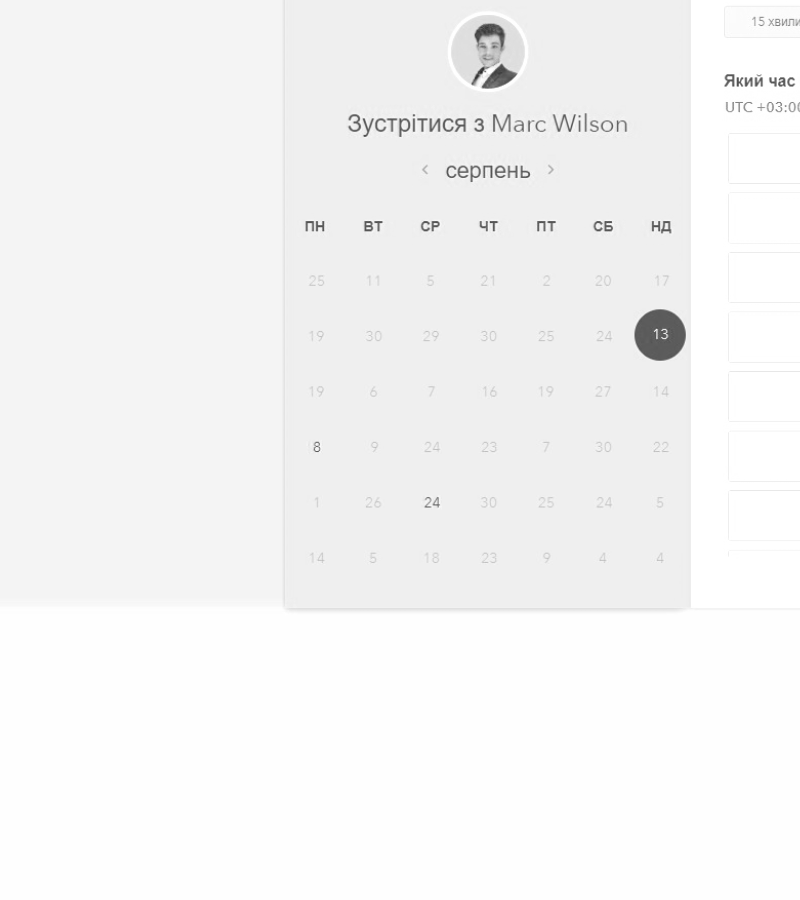 15 хвили
Зустрітися з Marc Wilson
Який час
UTC +03:00
серпень
ПН ВТ СР ЧТ ПТ СБ НД
25 11 5 21 2 20 17
19 30 29 30 25 24 13
19 6 7 16 19 27 14
8 9 24 23 7 30 22
1 26 24 30 25 24 5
14 5 18 23 9 4 4